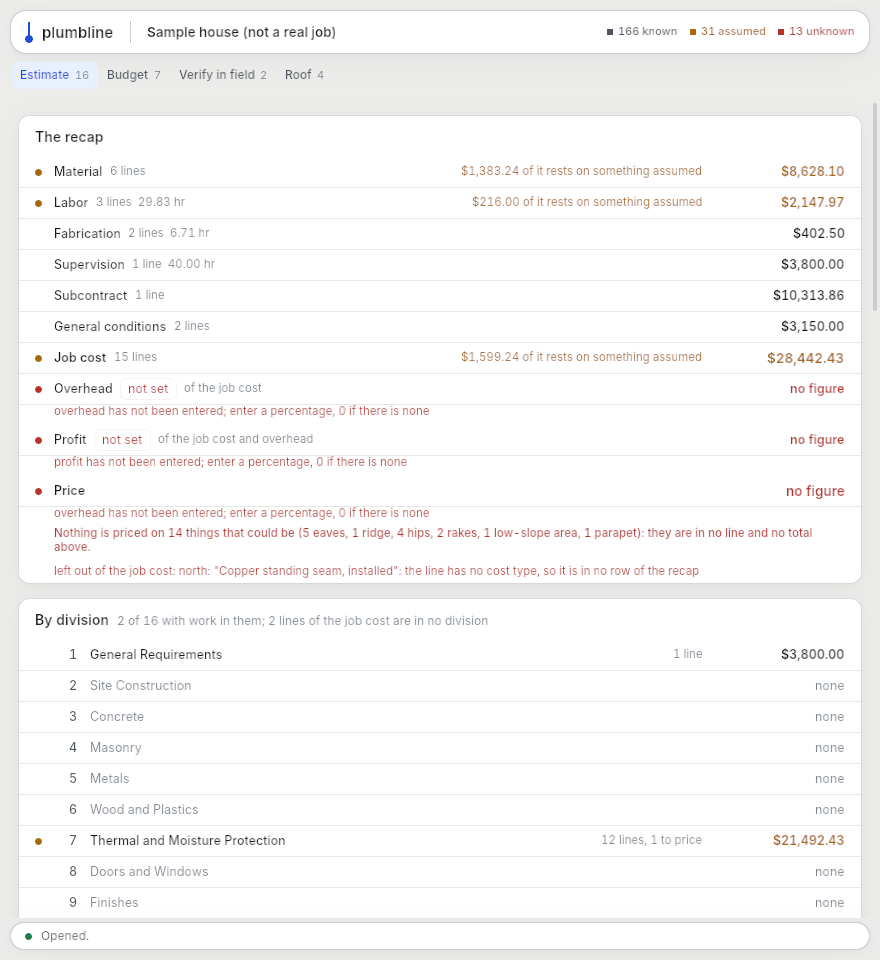 plumbline Sample house (not a real job) 166 known 31 assumed 13 unknown
Estimate 16 Budget 7 Verify in field 2 Roof 4
The recap
Material 6 lines $1,383.24 of it rests on something assumed $8,628.10
Labor 3 lines 29.83 hr $216.00 of it rests on something assumed $2,147.97
Fabrication 2 lines 6.71 hr $402.50
Supervision 1 line 40.00 hr $3,800.00
Subcontract 1 line $10,313.86
General conditions 2 lines $3,150.00
Job cost 15 lines $1,599.24 of it rests on something assumed $28,442.43
Overhead not set of the job cost no figure
overhead has not been entered; enter a percentage, 0 if there is none
Profit not set of the job cost and overhead no figure
profit has not been entered; enter a percentage, 0 if there is none
Price no figure
overhead has not been entered; enter a percentage, 0 if there is none
Nothing is priced on 14 things that could be (5 eaves, 1 ridge, 4 hips, 2 rakes, 1 low-slope area, 1 parapet): they are in no line and no total
above.
left out of the job cost: north: "Copper standing seam, installed": the line has no cost type, so it is in no row of the recap
By division 2 of 16 with work in them; 2 lines of the job cost are in no division
1 General Requirements 1 line $3,800.00
2 Site Construction none
3 Concrete none
4 Masonry none
5 Metals none
6 Wood and Plastics none
7 Thermal and Moisture Protection 12 lines, 1 to price $21,492.43
8 Doors and Windows none
9 Finishes none
Opened.